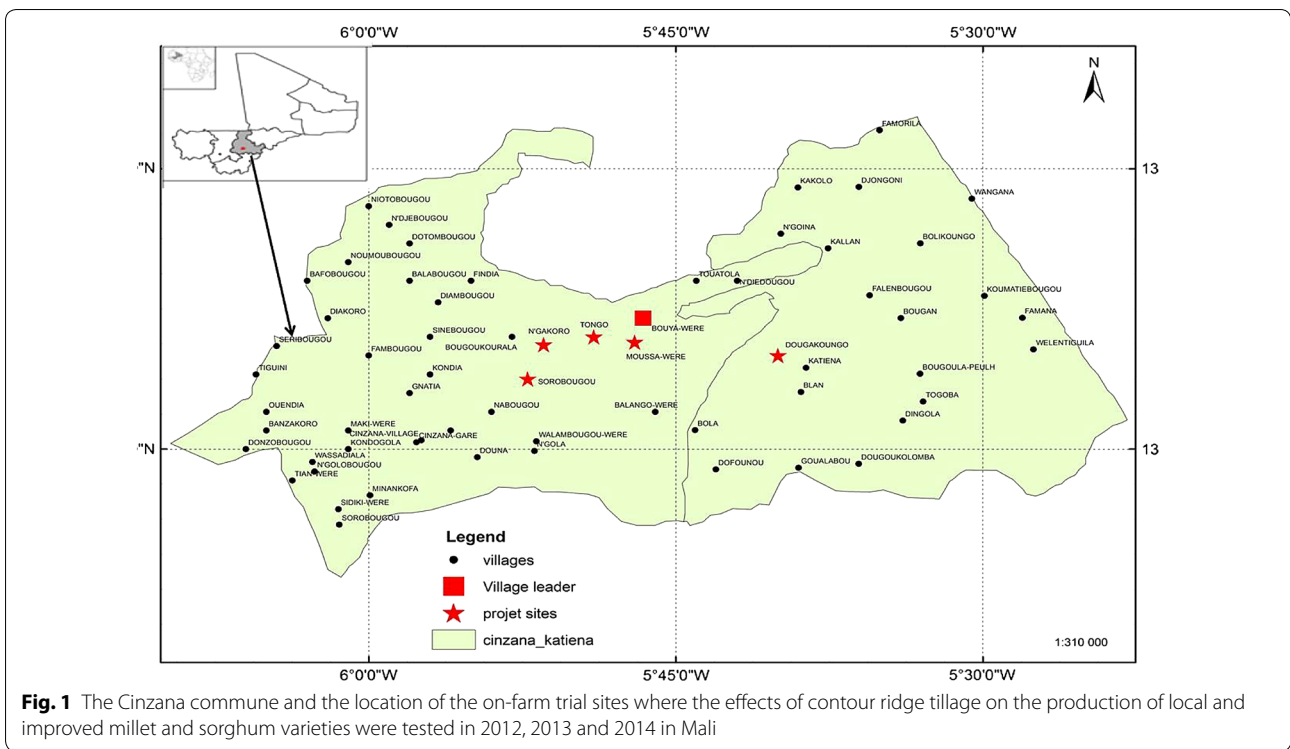 6°0'0"W 5°45'0"W 5°30'0"W
N
FAMORILA
"N 13
KAKOLO DJONGONI
WANGANA
NIOTOBOUGOU
N'DJEBOUGOU
N'GOINA
DOTOMBOUGOU BOLIKOUNGO
KALLAN
NOUMOUBOUGOU
BAFOBOUGOU BALABOUGOU FINDIA TOUATOLA
N'DIEDOUGOU
DIAMBOUGOU FALENBOUGOU KOUMATIEBOUGOU
DIAKORO BOUGAN FAMANA
SINEBOUGOU N'GAKORO TONGO BOUYA-WERE
SERIBOUGOU
BOUGOUKOURALA DOUGAKOUNGO WELENTIGUILA
FAMBOUGOU MOUSSA-WERE
KATIENA
TIGUINI KONDIA BOUGOULA-PEULH
SOROBOUGOU
GNATIA BLAN
TOGOBA
OUENDIA NABOUGOU BALANGO-WERE
DINGOLA
BANZAKORO MAKI-WERE BOLA
CINZANA-VILLAGE CINZANA-GARE WALAMBOUGOU-WERE
DONZOBOUGOU KONDOGOLA N'GOLA
"N 13
WASSADIALA DOUNA
N'GOLOBOUGOU DOFOUNOU GOUALABOU DOUGOUKOLOMBA
TIAN-WERE
MINANKOFA
SIDIKI-WERE
SOROBOUGOU
Legend
villages
Village leader
projet sites
cinzana_katiena
1:310 000
6°0'0"W 5°45'0"W 5°30'0"W
Fig. 1 The Cinzana commune and the location of the on-farm trial sites where the effects of contour ridge tillage on the production of local and
improved millet and sorghum varieties were tested in 2012, 2013 and 2014 in Mali